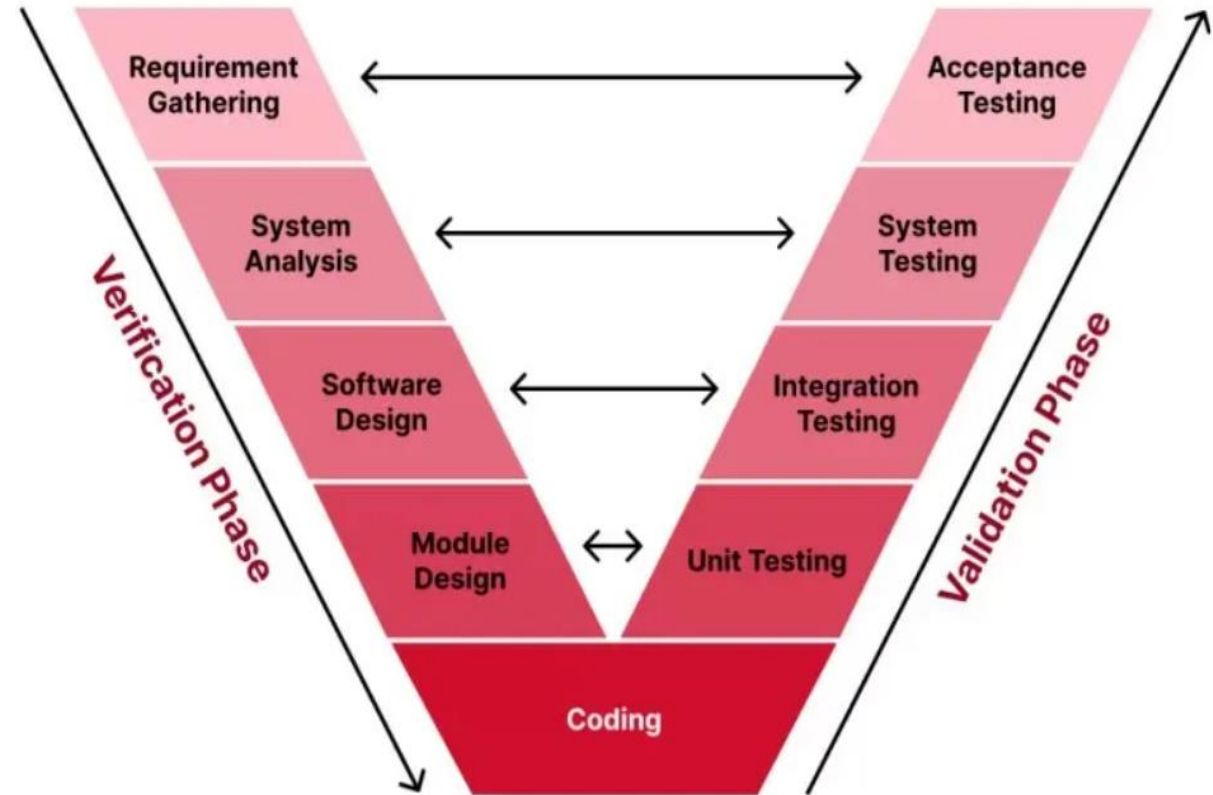 Requirement
Gathering
Acceptance
Testing
System
Analysis
System
Testing
Software
Design
Integration
Testing
Module
Design
Unit Testing
Coding
Verification Phase
Validation Phase